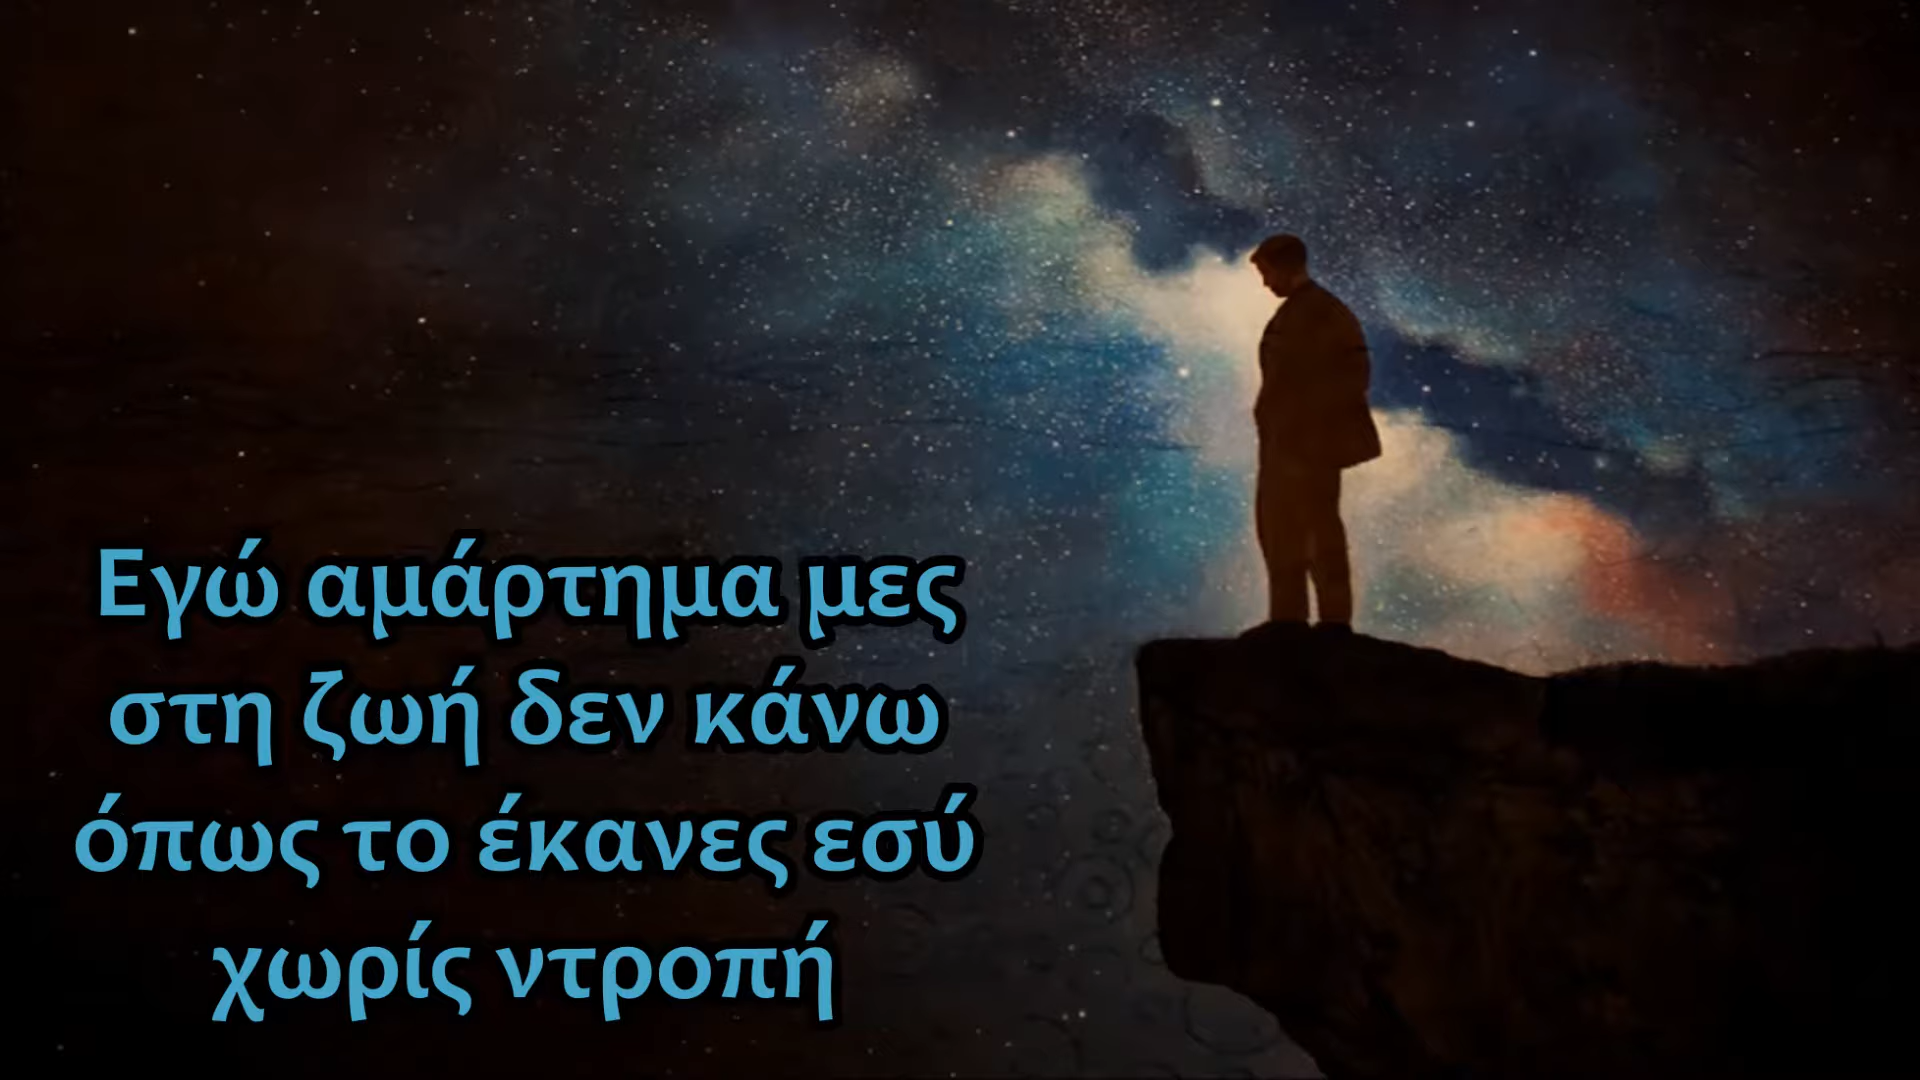 Εγώ αμάρτημα μες
στη ζωή δεν κάνω
όπως το έκανες εσύ
χωρίς ντροπή